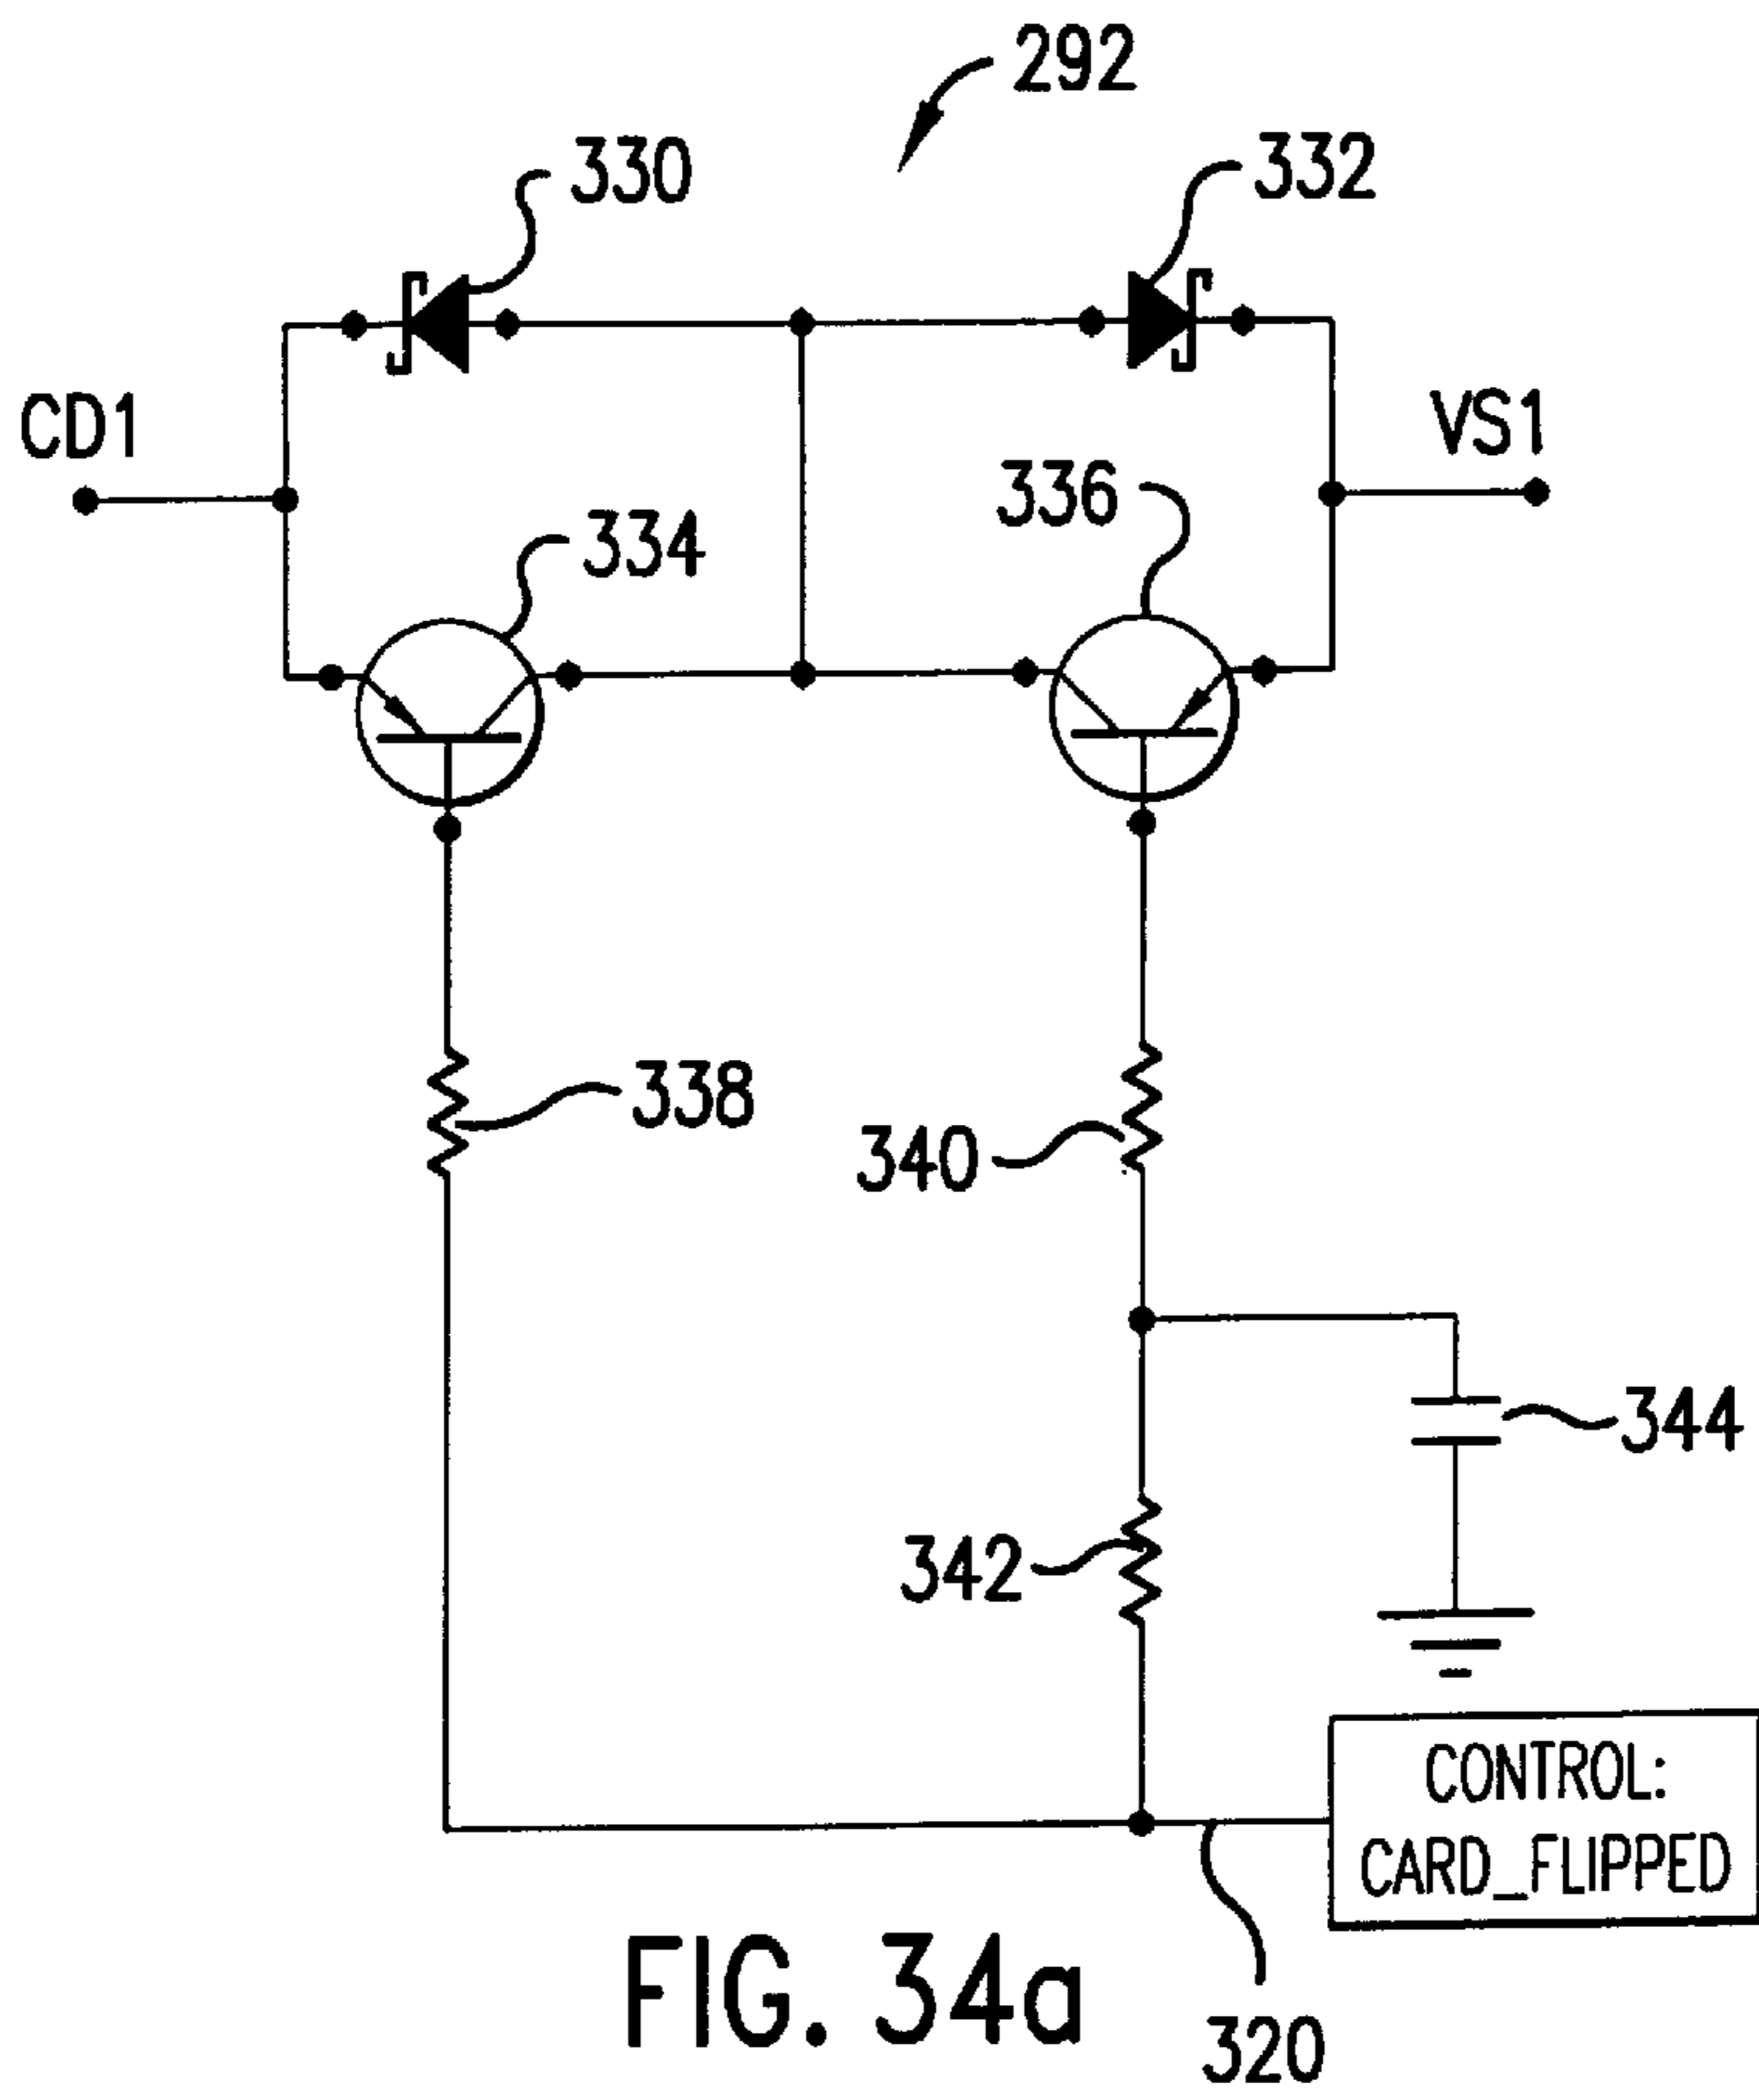 292
330
332
CD1
VS1
336
334
338
340
344
342
CONTROL:
CARD_FLIPPED
FIG. 34a
320